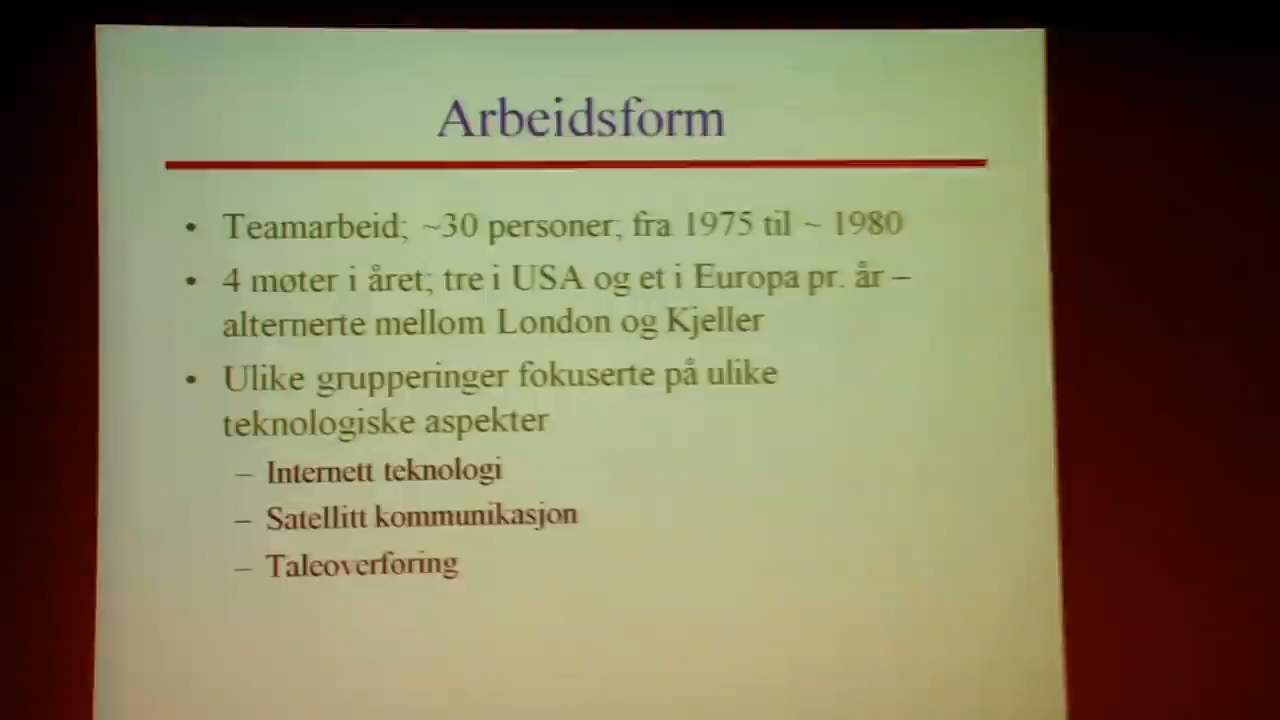 Arbeidsform
• Teamarbeid; ~30 personer; fra 1975 til ~ 1980
• 4 møter i året; tre i USA og et i Europa pr. år –
alternerte mellom London og Kjeller
• Ulike grupperinger fokuserte på ulike
teknologiske aspekter
– Internett teknologi
– Satellitt kommunikasjon
– Taleoverføring